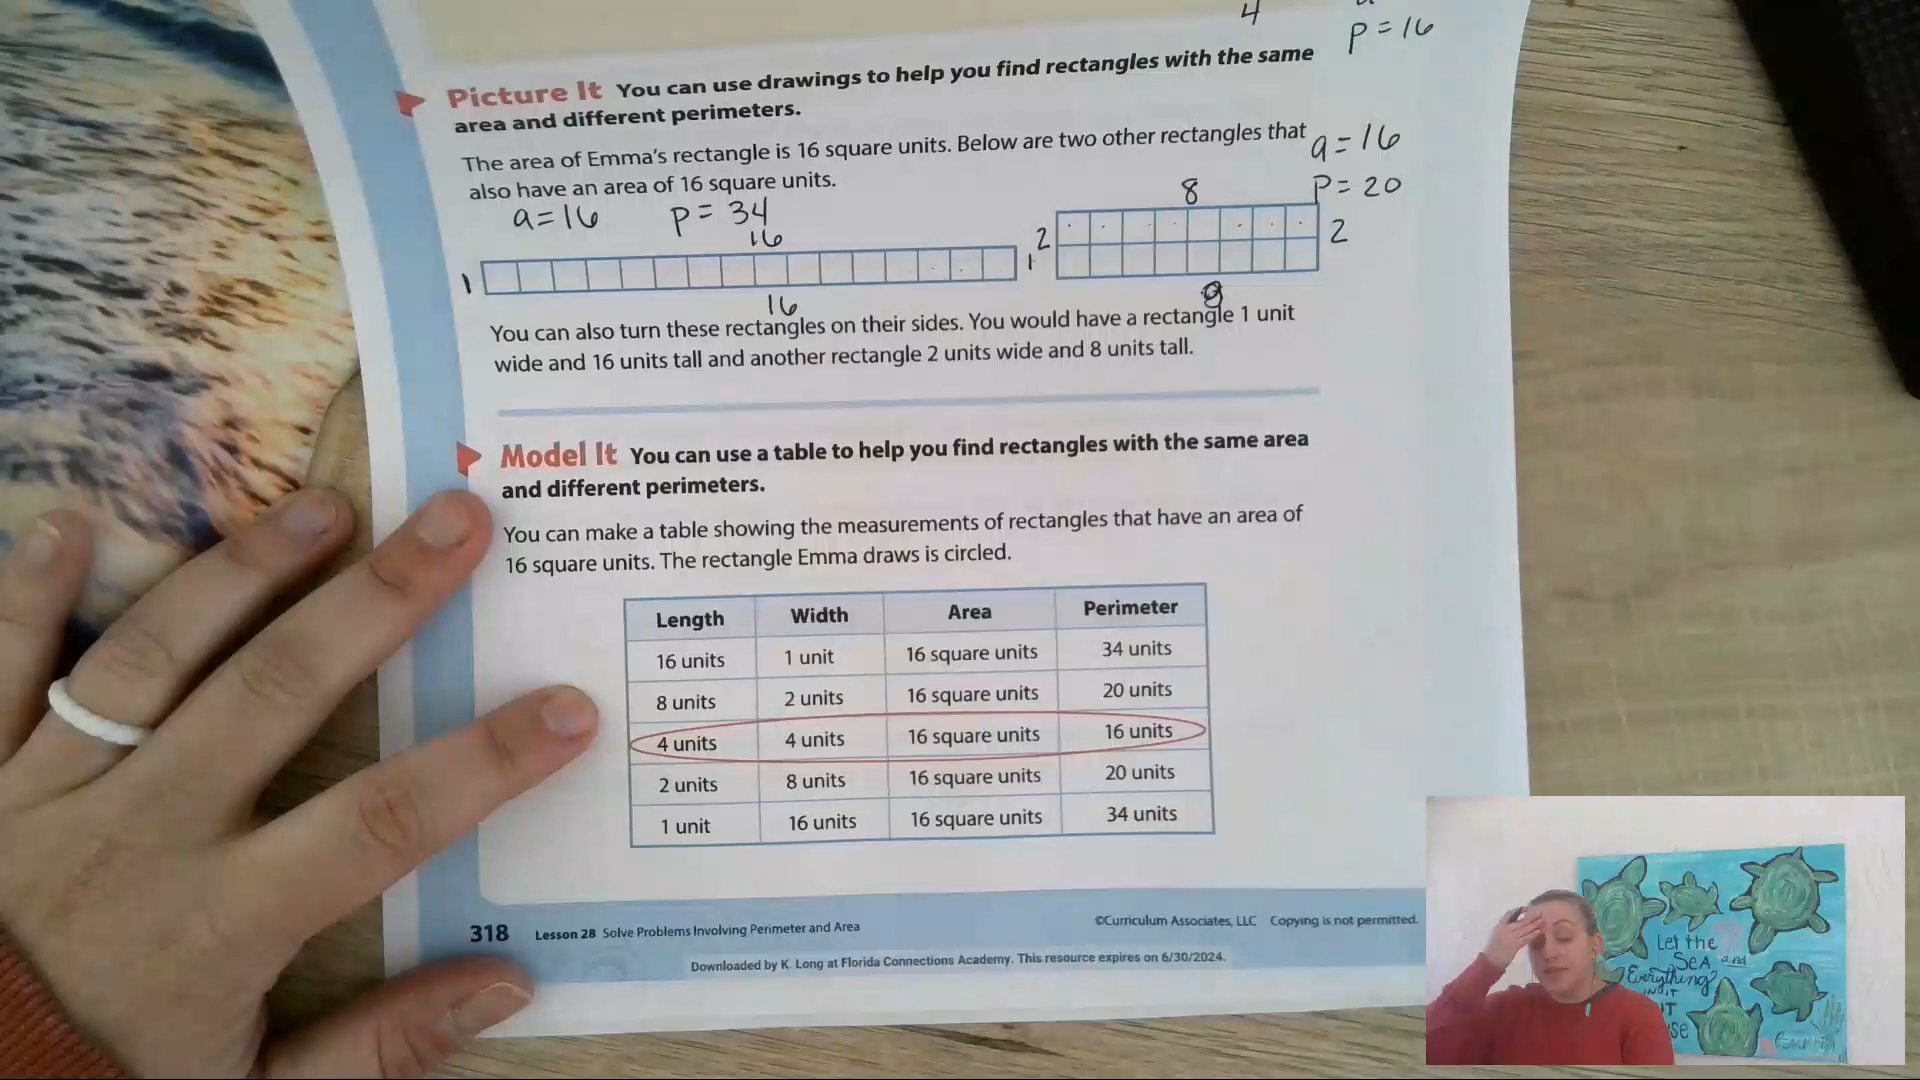 4
p=16
Picture It You can use drawings to help you find rectangles with the same
area and different perimeters.
The area of Emma's rectangle is 16 square units. Below are two other rectangles that
also have an area of 16 square units.
a=16
P=20
a=16 p=34
16
8
1
1
2
2
16
You can also turn these rectangles on their sides. You would have a rectangle 1 unit
wide and 16 units tall and another rectangle 2 units wide and 8 units tall.
Model It You can use a table to help you find rectangles with the same area
and different perimeters.
You can make a table showing the measurements of rectangles that have an area of
16 square units. The rectangle Emma draws is circled.
Length Width Area Perimeter
16 units 1 unit 16 square units 34 units
8 units 2 units 16 square units 20 units
4 units 4 units 16 square units 16 units
2 units 8 units 16 square units 20 units
1 unit 16 units 16 square units 34 units
318 Lesson 28 Solve Problems Involving Perimeter and Area
©Curriculum Associates, LLC Copying is not permitted.
Downloaded by K. Long at Florida Connections Academy. This resource expires on 6/30/2024.
Let the
Sea and
Everything
in it